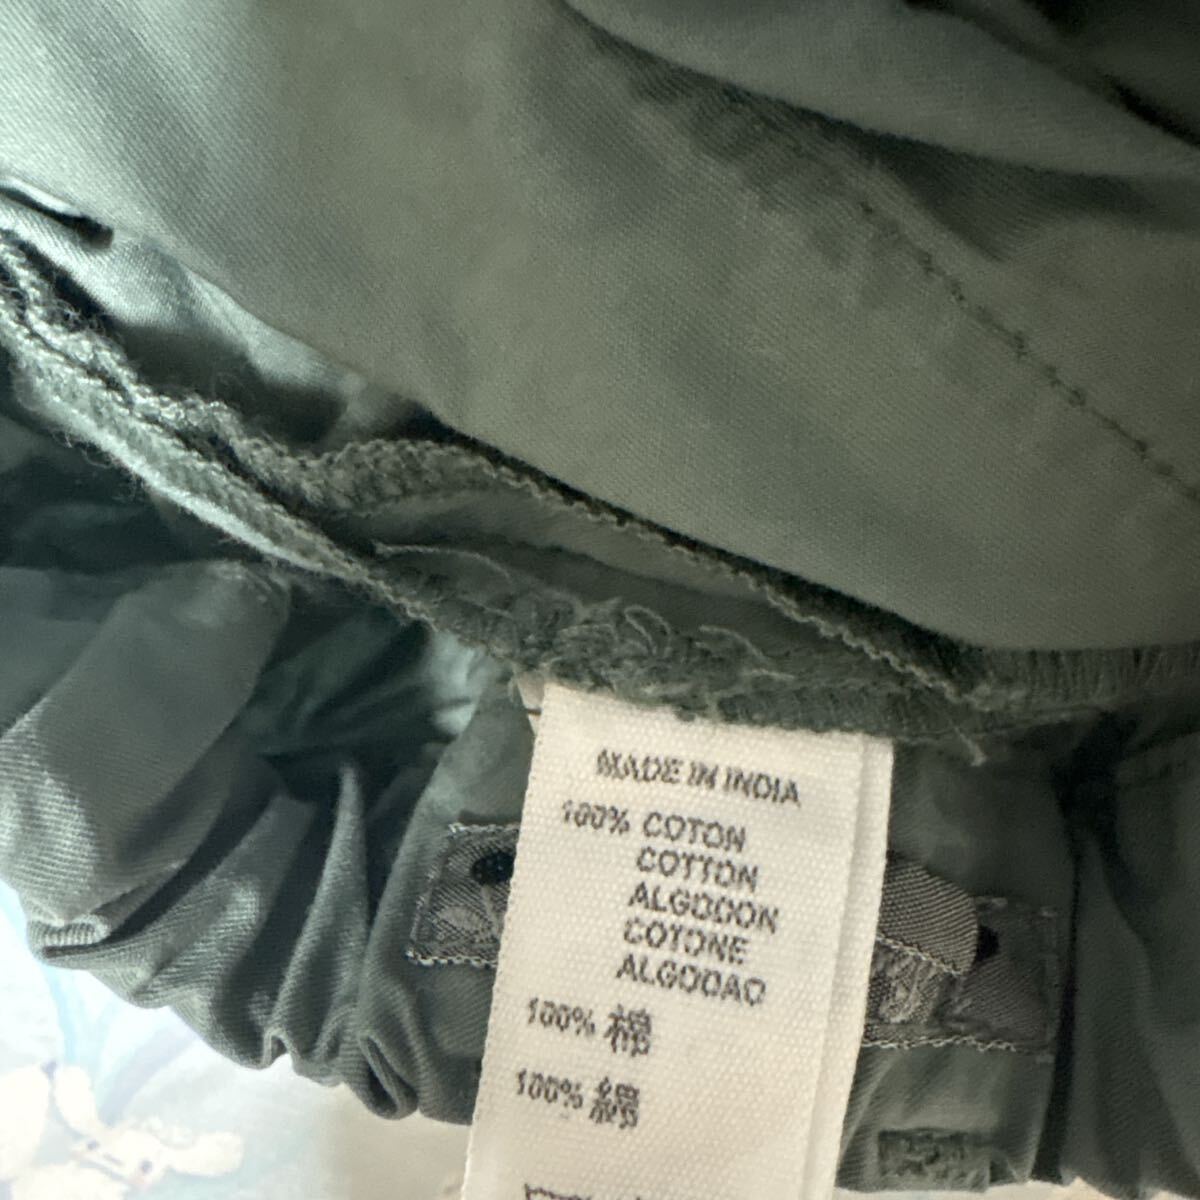 MADE IN INDIA
100% COTON
COTTON
ALGODON
COTONE
ALGODAO
100% 棉
100% 綿